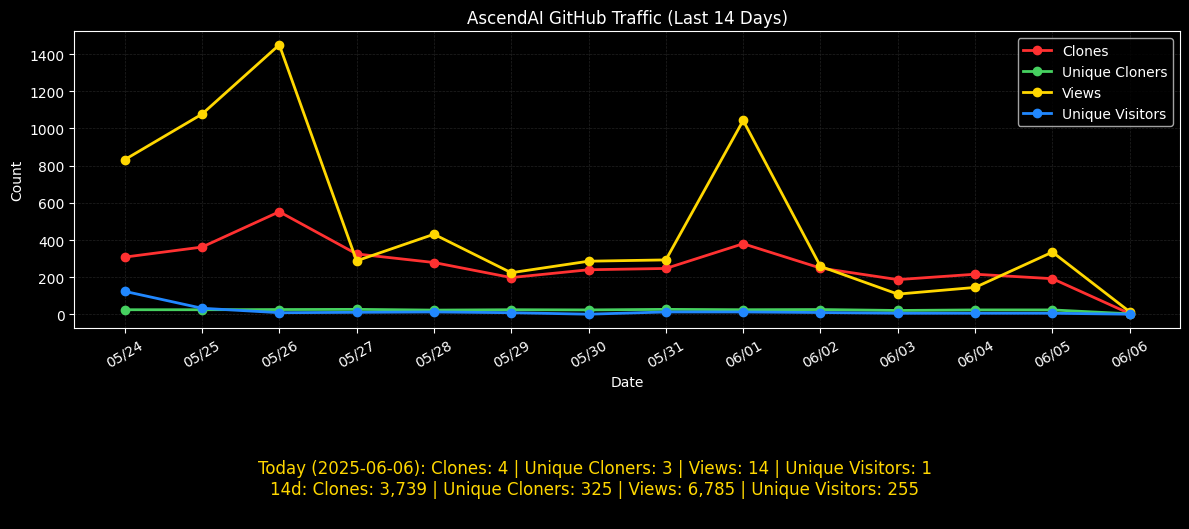 AscendAI GitHub Traffic (Last 14 Days)
Clones
Unique Cloners
Views
Unique Visitors
Count
1400
1200
1000
800
600
400
200
0
05/24 05/25 05/26 05/27 05/28 05/29 05/30 05/31 06/01 06/02 06/03 06/04 06/05 06/06
Date
Today (2025-06-06): Clones: 4 | Unique Cloners: 3 | Views: 14 | Unique Visitors: 1
14d: Clones: 3,739 | Unique Cloners: 325 | Views: 6,785 | Unique Visitors: 255